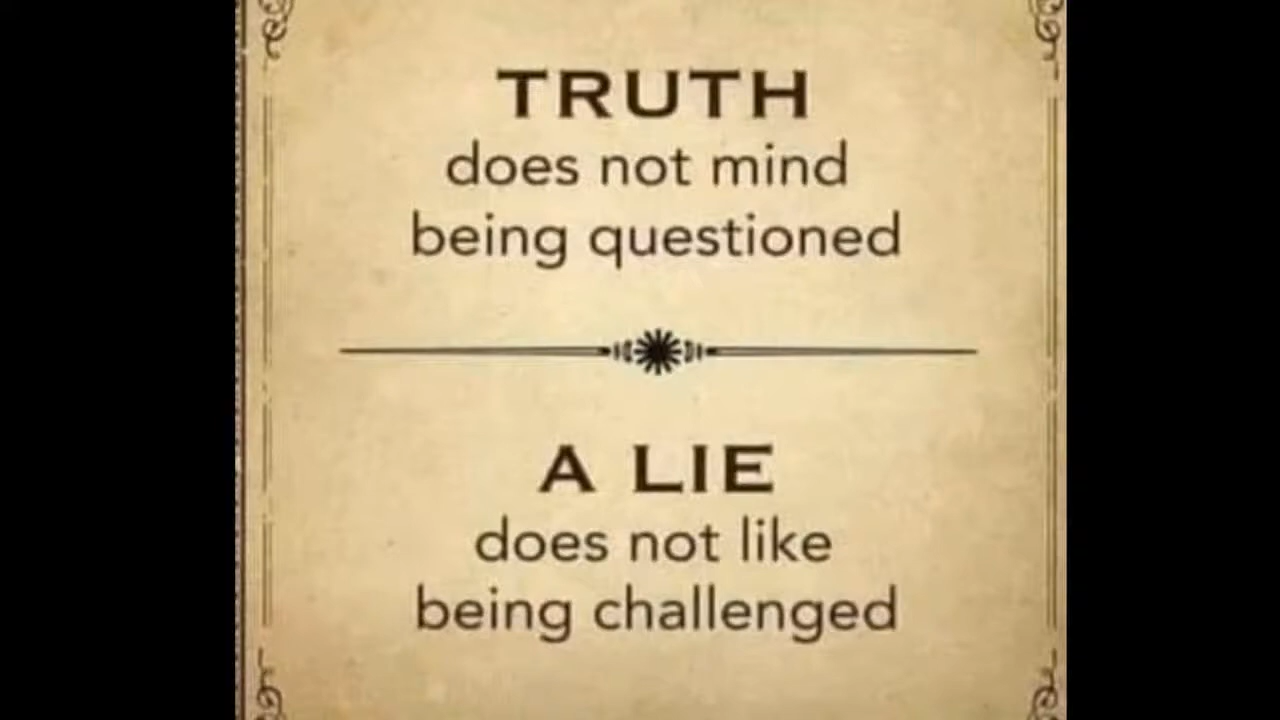 TRUTH
does not mind
being questioned
A LIE
does not like
being challenged